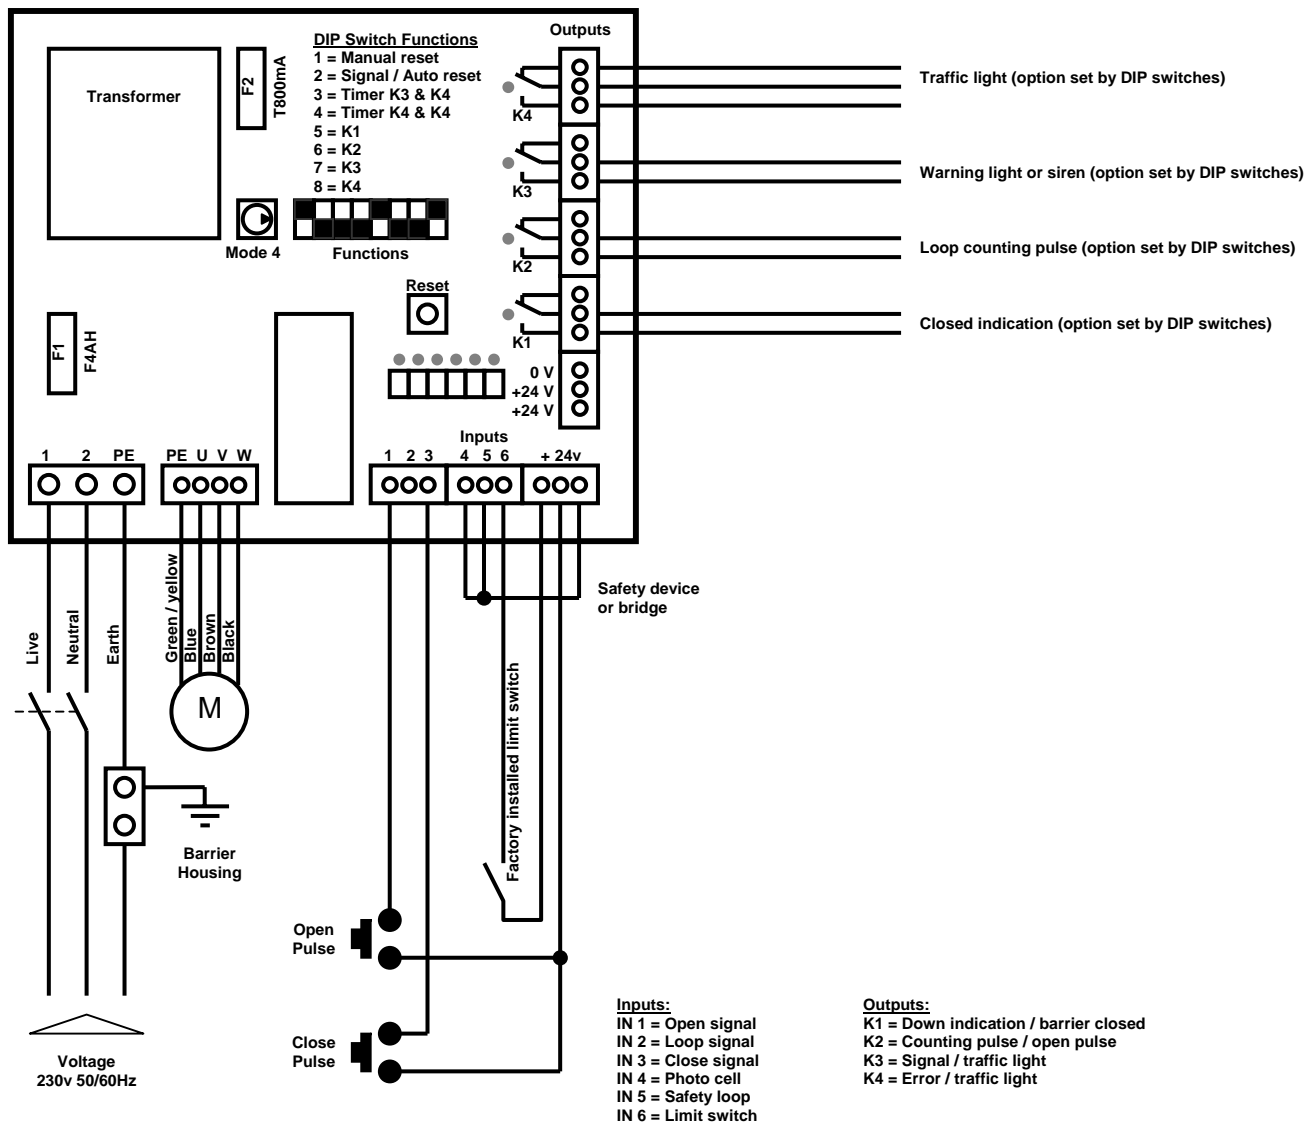 Outputs
DIP Switch Functions
1 = Manual reset
2 = Signal / Auto reset
3 = Timer K3 & K4
4 = Timer K4 & K4
5 = K1
6 = K2
7 = K3
8 = K4
Transformer
F2
T800mA
K4
Traffic light (option set by DIP switches)
K3
Warning light or siren (option set by DIP switches)
Mode 4
Functions
K2
Loop counting pulse (option set by DIP switches)
Reset
K1
Closed indication (option set by DIP switches)
F1
F4AH
0 V
+24 V
+24 V
Inputs
1 2 PE
PE U V W
1 2 3
4 5 6
+ 24v
Live
Neutral
Earth
Green / yellow
Blue
Brown
Black
M
Safety device
or bridge
Factory installed limit switch
Barrier
Housing
Open
Pulse
Close
Pulse
Voltage
230v 50/60Hz
Inputs:
IN 1 = Open signal
IN 2 = Loop signal
IN 3 = Close signal
IN 4 = Photo cell
IN 5 = Safety loop
IN 6 = Limit switch
Outputs:
K1 = Down indication / barrier closed
K2 = Counting pulse / open pulse
K3 = Signal / traffic light
K4 = Error / traffic light